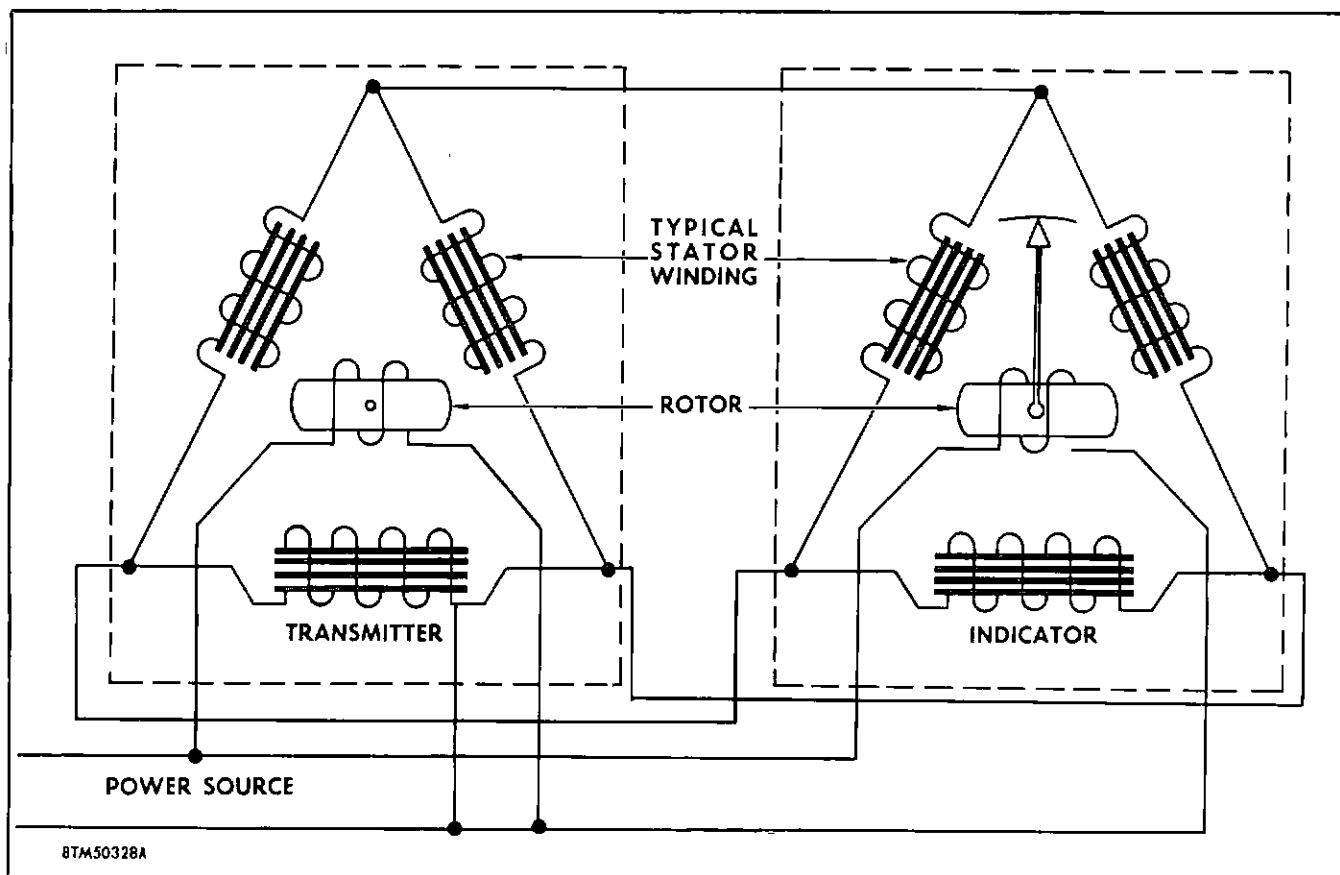 TYPICAL
STATOR
WINDING
ROTOR
TRANSMITTER
INDICATOR
POWER SOURCE
8TM50328A